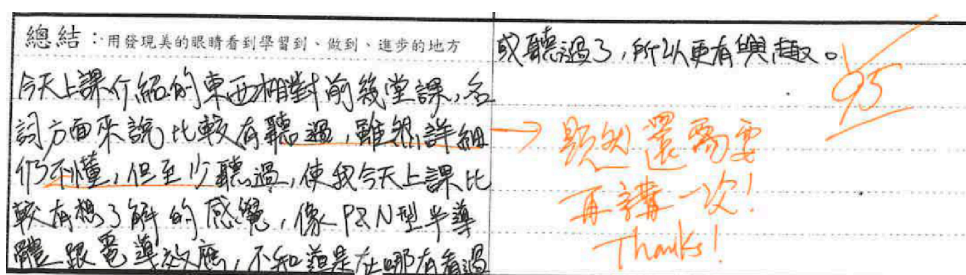 總結：用發現美的眼睛看到學習到、做到、進步的地方
今天上課介紹的東西相對前幾堂課，名
詞方面來說比較有聽過，雖然詳細
仍不懂，但至少聽過，使我今天上課比
較有想了解的感覺，像P&N型半導
體跟電導效應，不知道是在哪有看過
或聽過了，所以更有興趣。
95
→顯然還需要
再講一次！
Thanks!